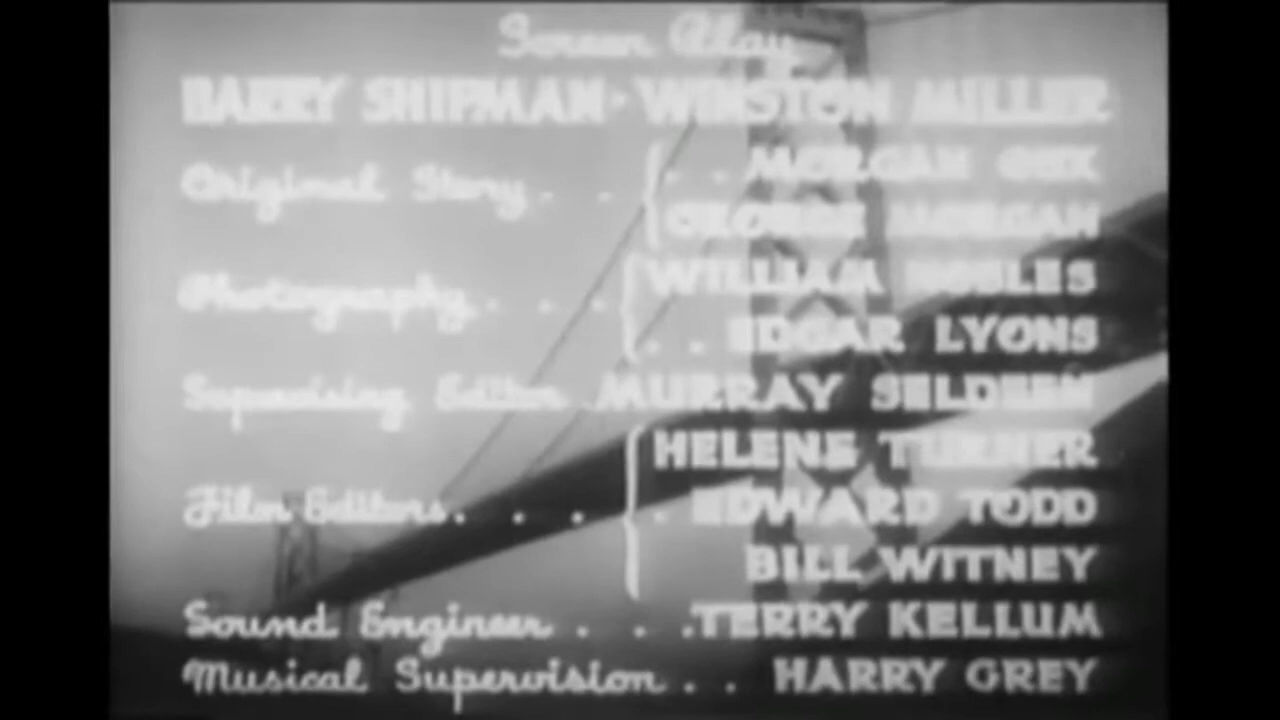 Screen Play
BARRY SHIPMAN · WINSTON MILLER
Original Story . . { . . MORGAN COX
GEORGE MORGAN
Photography . . . { WILLIAM NOBLES
. . EDGAR LYONS
Supervising Editor MURRAY SELDEEN
HELENE TURNER
Film Editors . . . { . EDWARD TODD
BILL WITNEY
Sound Engineer . . . TERRY KELLUM
Musical Supervision . . HARRY GREY